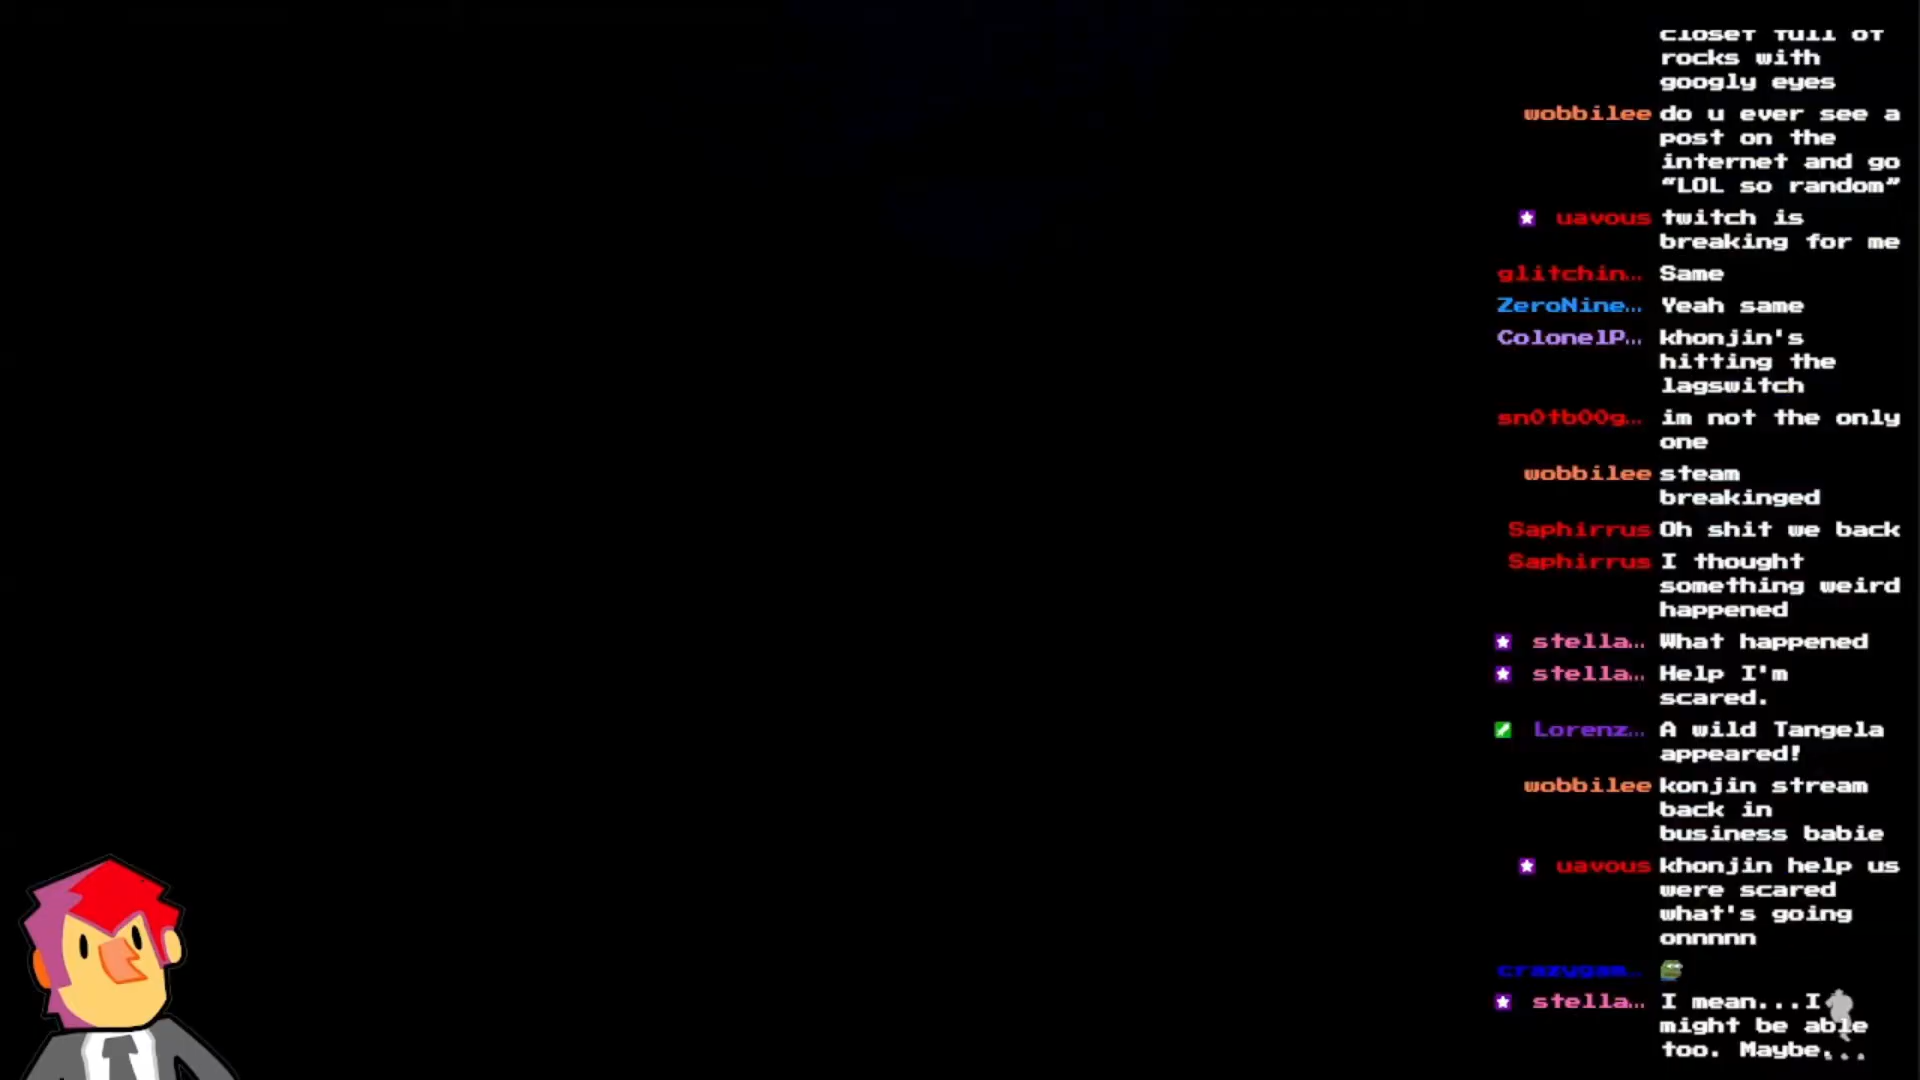 closet full of
rocks with
googly eyes
wobbilee do u ever see a
post on the
internet and go
“LOL so random”
uavous twitch is
breaking for me
glitchin… Same
ZeroNine… Yeah same
ColonelP… khonjin's
hitting the
lagswitch
sn0tb00g… im not the only
one
wobbilee steam
breakinged
Saphirrus Oh shit we back
Saphirrus I thought
something weird
happened
stella… What happened
stella… Help I'm
scared.
Lorenz… A wild Tangela
appeared!
wobbilee konjin stream
back in
business babie
uavous khonjin help us
were scared
what's going
onnnnn
crazygam…
stella… I mean...I
might be able
too. Maybe....